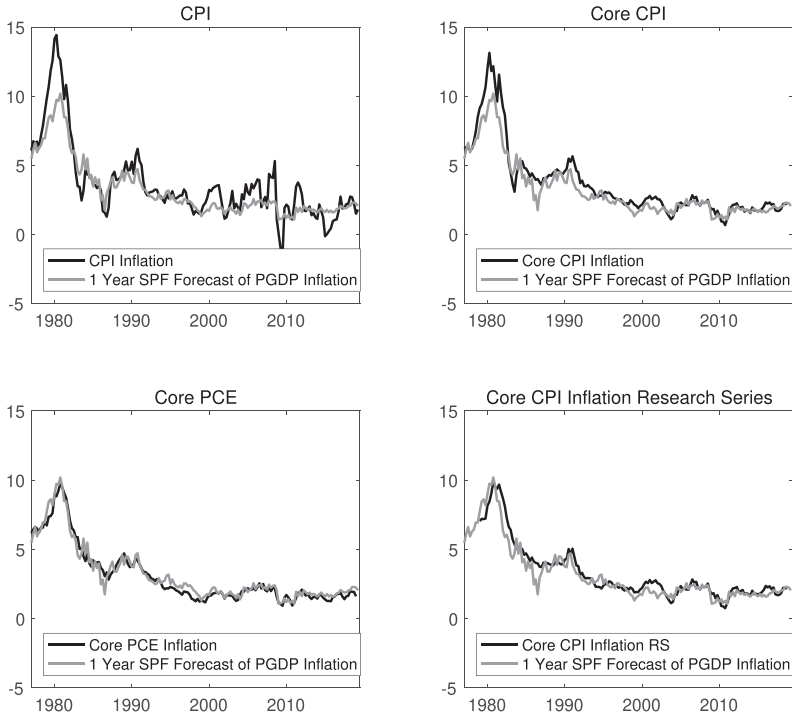 CPI
15
10
5
0
-5
CPI Inflation
1 Year SPF Forecast of PGDP Inflation
1980 1990 2000 2010
Core CPI
15
10
5
0
-5
Core CPI Inflation
1 Year SPF Forecast of PGDP Inflation
1980 1990 2000 2010
Core PCE
15
10
5
0
-5
Core PCE Inflation
1 Year SPF Forecast of PGDP Inflation
1980 1990 2000 2010
Core CPI Inflation Research Series
15
10
5
0
-5
Core CPI Inflation RS
1 Year SPF Forecast of PGDP Inflation
1980 1990 2000 2010